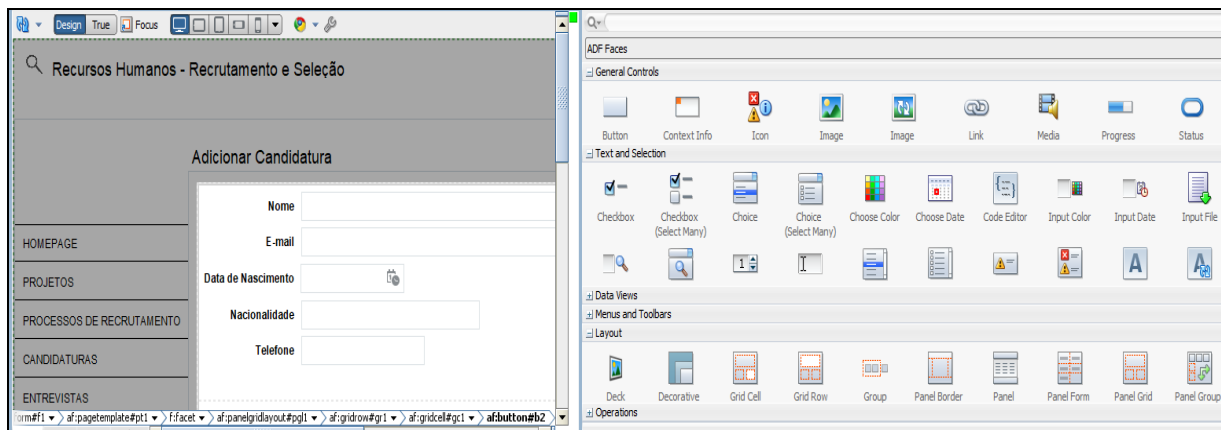 Design True Focus
Recursos Humanos - Recrutamento e Seleção
Adicionar Candidatura
Nome
E-mail
Data de Nascimento
Nacionalidade
Telefone
HOMEPAGE
PROJETOS
PROCESSOS DE RECRUTAMENTO
CANDIDATURAS
ENTREVISTAS
orm#f1 af:pagetemplate#pt1 f:facet af:panelgridlayout#pgl1 af:gridrow#gr1 af:gridcell#gc1 af:button#b2
ADF Faces
General Controls
Button Context Info Icon Image Image Link Media Progress Status
Text and Selection
Checkbox Checkbox Choice Choice Choose Color Choose Date Code Editor Input Color Input Date Input File
(Select Many) (Select Many)
Data Views
Menus and Toolbars
Layout
Deck Decorative Grid Cell Grid Row Group Panel Border Panel Panel Form Panel Grid Panel Group
Operations